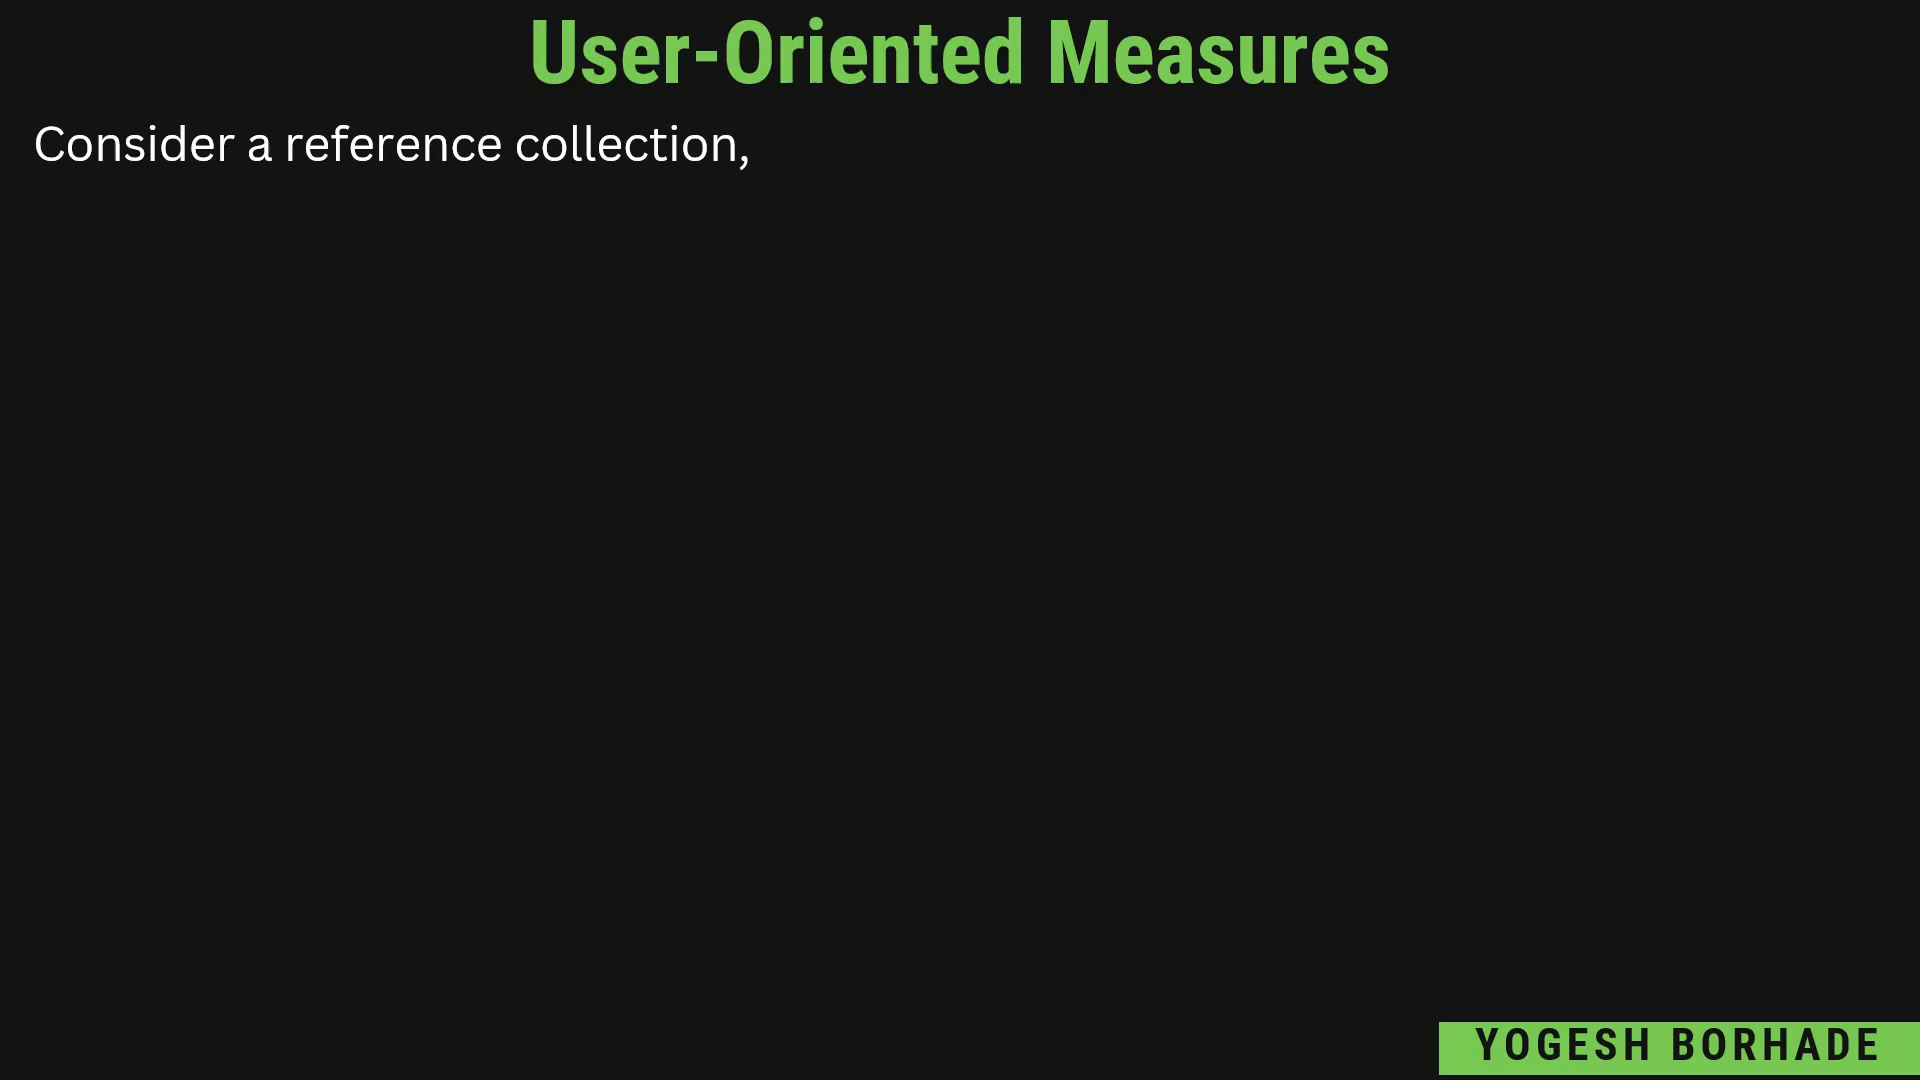 User-Oriented Measures
Consider a reference collection,
YOGESH BORHADE